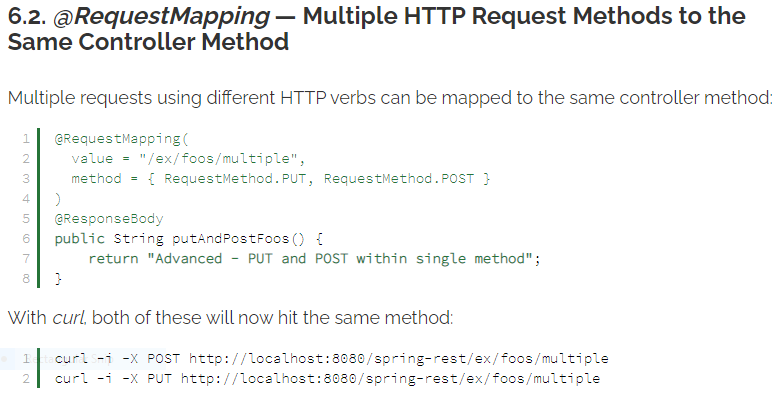 6.2. @RequestMapping — Multiple HTTP Request Methods to the
Same Controller Method
Multiple requests using different HTTP verbs can be mapped to the same controller method:
1 @RequestMapping(
2   value = "/ex/foos/multiple",
3   method = { RequestMethod.PUT, RequestMethod.POST }
4 )
5 @ResponseBody
6 public String putAndPostFoos() {
7     return "Advanced - PUT and POST within single method";
8 }
With curl, both of these will now hit the same method:
1 curl -i -X POST http://localhost:8080/spring-rest/ex/foos/multiple
2 curl -i -X PUT http://localhost:8080/spring-rest/ex/foos/multiple